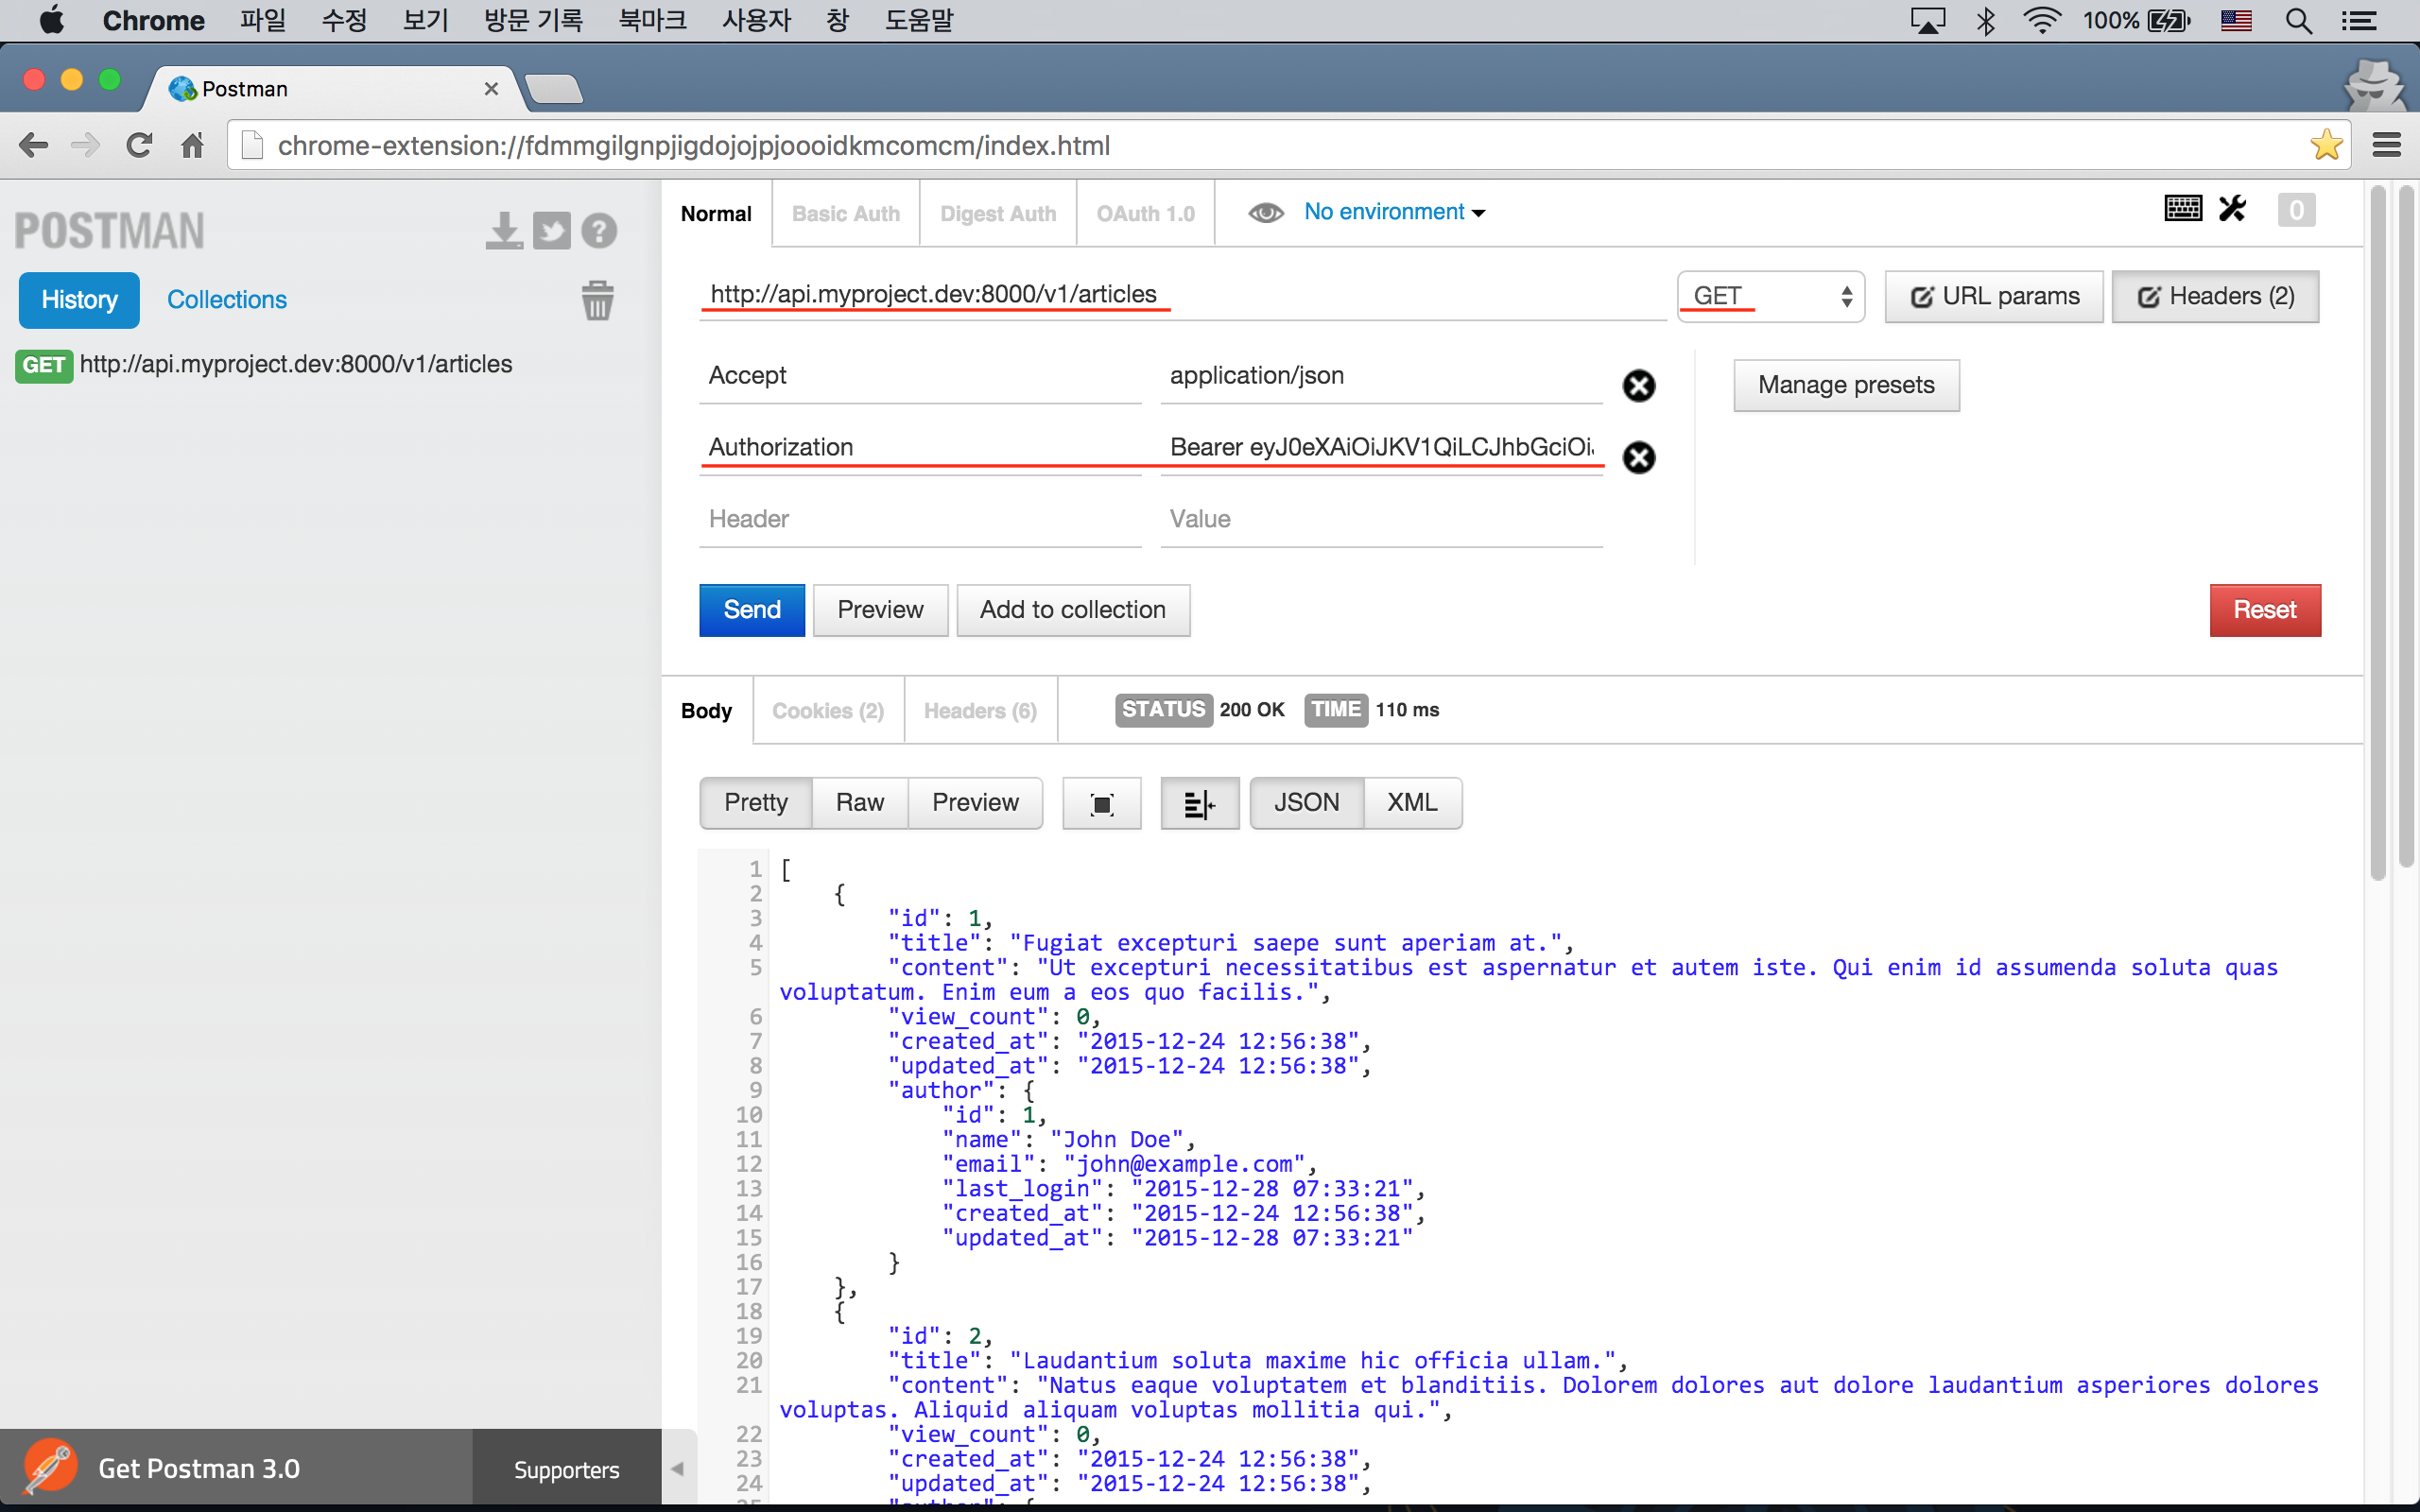 Chrome 파일 수정 보기 방문 기록 북마크 사용자 창 도움말 100%
Postman
chrome-extension://fdmmgilgnpjigdojojpjoooidkmcomcm/index.html
POSTMAN
History Collections
GET http://api.myproject.dev:8000/v1/articles
Normal Basic Auth Digest Auth OAuth 1.0 No environment 0
http://api.myproject.dev:8000/v1/articles GET URL params Headers (2)
Accept application/json Manage presets
Authorization Bearer eyJ0eXAiOiJKV1QiLCJhbGciOi
Header Value
Send Preview Add to collection Reset
Body Cookies (2) Headers (6) STATUS 200 OK TIME 110 ms
Pretty Raw Preview JSON XML
1 [
2 {
3 "id": 1,
4 "title": "Fugiat excepturi saepe sunt aperiam at.",
5 "content": "Ut excepturi necessitatibus est aspernatur et autem iste. Qui enim id assumenda soluta quas
voluptatum. Enim eum a eos quo facilis.",
6 "view_count": 0,
7 "created_at": "2015-12-24 12:56:38",
8 "updated_at": "2015-12-24 12:56:38",
9 "author": {
10 "id": 1,
11 "name": "John Doe",
12 "email": "john@example.com",
13 "last_login": "2015-12-28 07:33:21",
14 "created_at": "2015-12-24 12:56:38",
15 "updated_at": "2015-12-28 07:33:21"
16 }
17 },
18 {
19 "id": 2,
20 "title": "Laudantium soluta maxime hic officia ullam.",
21 "content": "Natus eaque voluptatem et blanditiis. Dolorem dolores aut dolore laudantium asperiores dolores
voluptas. Aliquid aliquam voluptas mollitia qui.",
22 "view_count": 0,
23 "created_at": "2015-12-24 12:56:38",
24 "updated_at": "2015-12-24 12:56:38",
Get Postman 3.0 Supporters